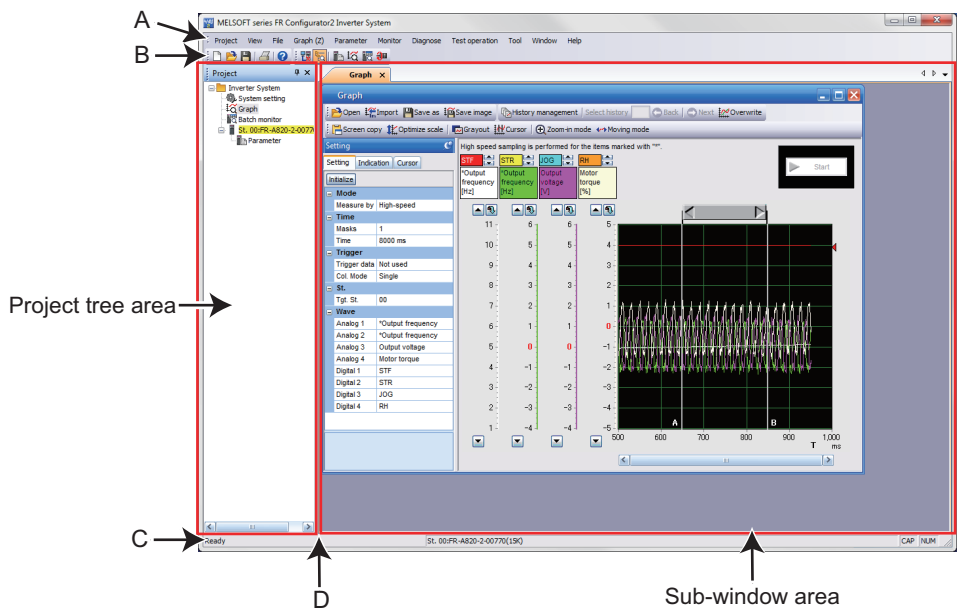 A
MELSOFT series FR Configurator2 Inverter System
Project View File Graph (Z) Parameter Monitor Diagnose Test operation Tool Window Help
B
Project
Inverter System
System setting
Graph
Batch monitor
St. 00:FR-A820-2-0077
Parameter
Graph
Graph
Open Import Save as Save image History management Select history Back Next Overwrite
Screen copy Optimize scale Grayout Cursor Zoom-in mode Moving mode
Setting
Setting Indication Cursor
Initialize
Mode
Measure by High-speed
Time
Masks 1
Time 8000 ms
Trigger
Trigger data Not used
Col. Mode Single
St.
Tgt. St. 00
Wave
Analog 1 *Output frequency
Analog 2 *Output frequency
Analog 3 Output voltage
Analog 4 Motor torque
Digital 1 STF
Digital 2 STR
Digital 3 JOG
Digital 4 RH
High speed sampling is performed for the items marked with "*".
STF STR JOG RH
*Output frequency [Hz]
*Output frequency [Hz]
Output voltage [V]
Motor torque [%]
Start
11 6 6 5
10 5 5 4
9 4 4 3
8 3 3 2
7 2 2 1
6 1 1 0
5 0 0 -1
4 -1 -1 -2
3 -2 -2 -3
2 -3 -3 -4
1 -4 -4 -5
A B
500 600 700 800 900 1,000
T ms
Project tree area
C
Ready St. 00:FR-A820-2-00770(15K) CAP NUM
D
Sub-window area